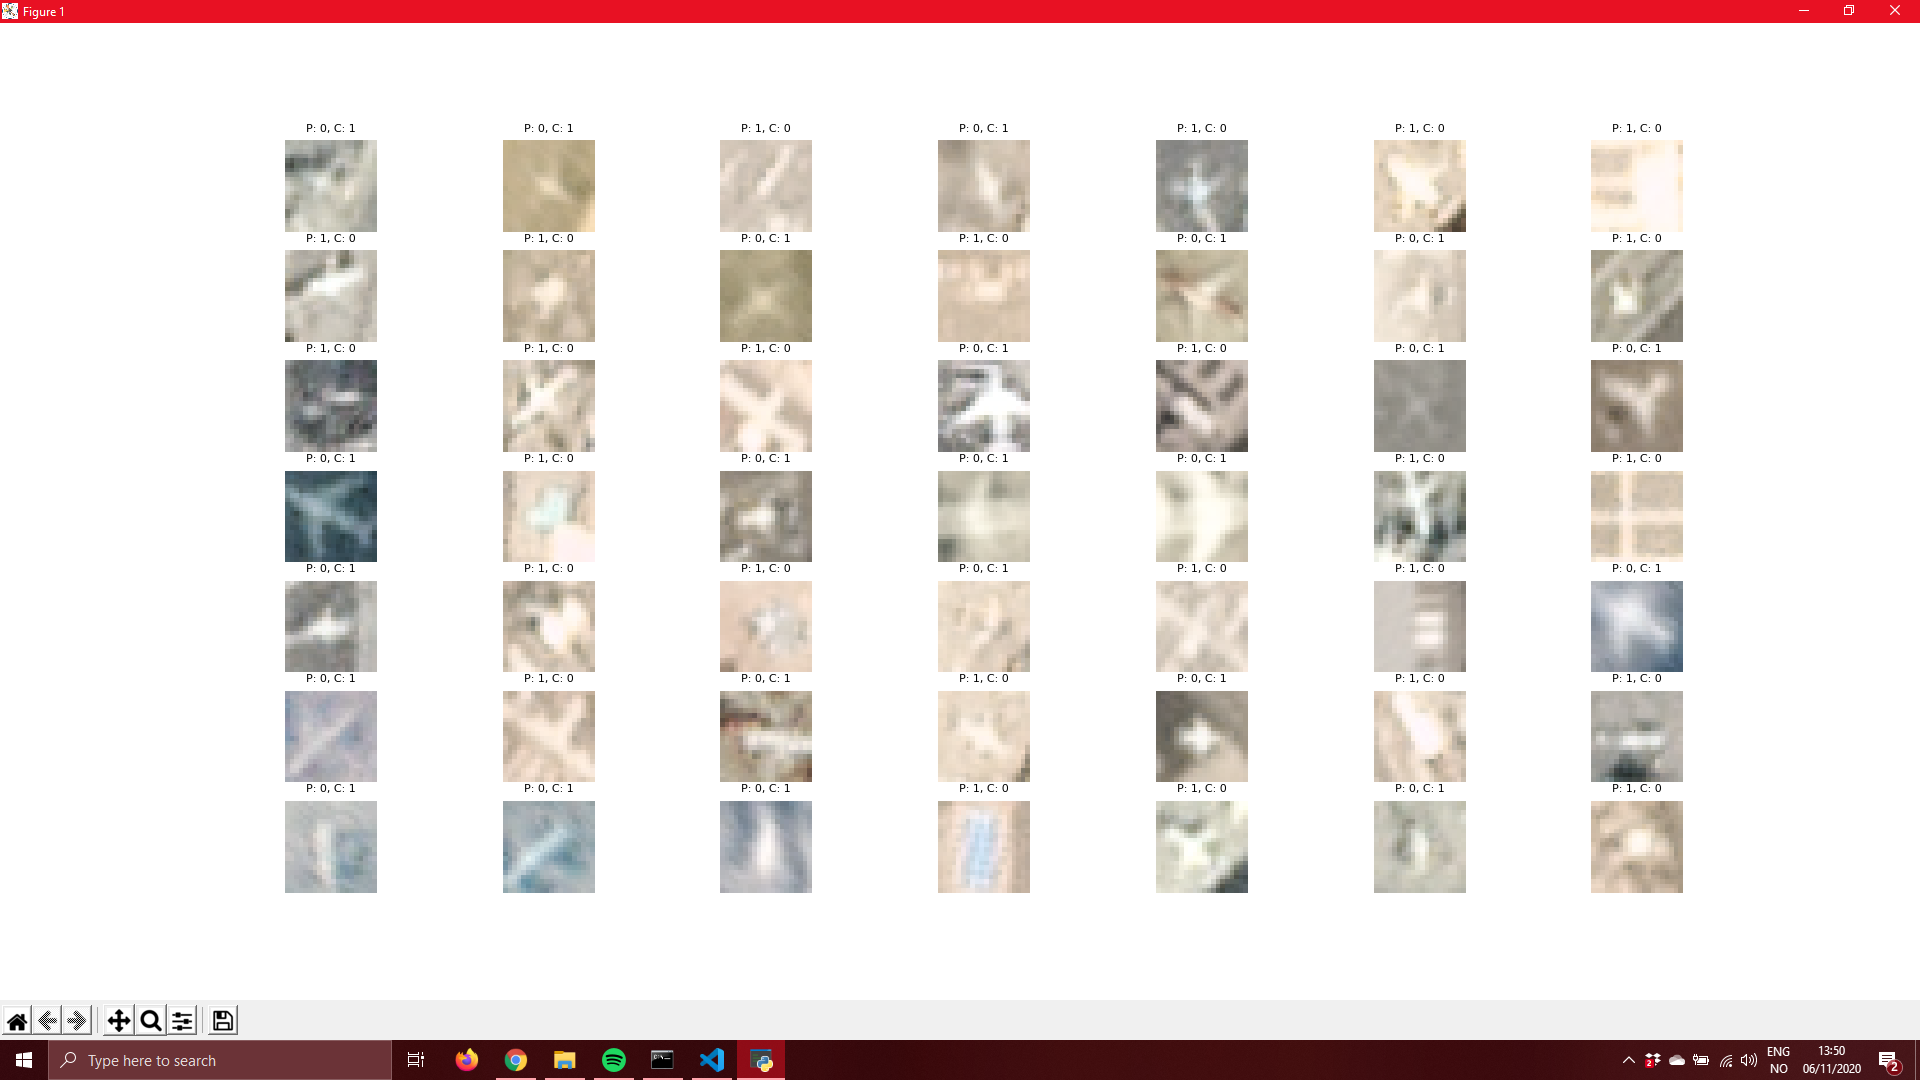 Figure 1
P: 0, C: 1 P: 0, C: 1 P: 1, C: 0 P: 0, C: 1 P: 1, C: 0 P: 1, C: 0 P: 1, C: 0
P: 1, C: 0 P: 1, C: 0 P: 0, C: 1 P: 1, C: 0 P: 0, C: 1 P: 0, C: 1 P: 1, C: 0
P: 1, C: 0 P: 1, C: 0 P: 1, C: 0 P: 0, C: 1 P: 1, C: 0 P: 0, C: 1 P: 0, C: 1
P: 0, C: 1 P: 1, C: 0 P: 0, C: 1 P: 0, C: 1 P: 0, C: 1 P: 1, C: 0 P: 1, C: 0
P: 0, C: 1 P: 1, C: 0 P: 1, C: 0 P: 0, C: 1 P: 1, C: 0 P: 1, C: 0 P: 0, C: 1
P: 0, C: 1 P: 1, C: 0 P: 0, C: 1 P: 1, C: 0 P: 0, C: 1 P: 1, C: 0 P: 1, C: 0
P: 0, C: 1 P: 0, C: 1 P: 0, C: 1 P: 1, C: 0 P: 1, C: 0 P: 0, C: 1 P: 1, C: 0
Type here to search
2
ENG
NO
13:50
06/11/2020
2